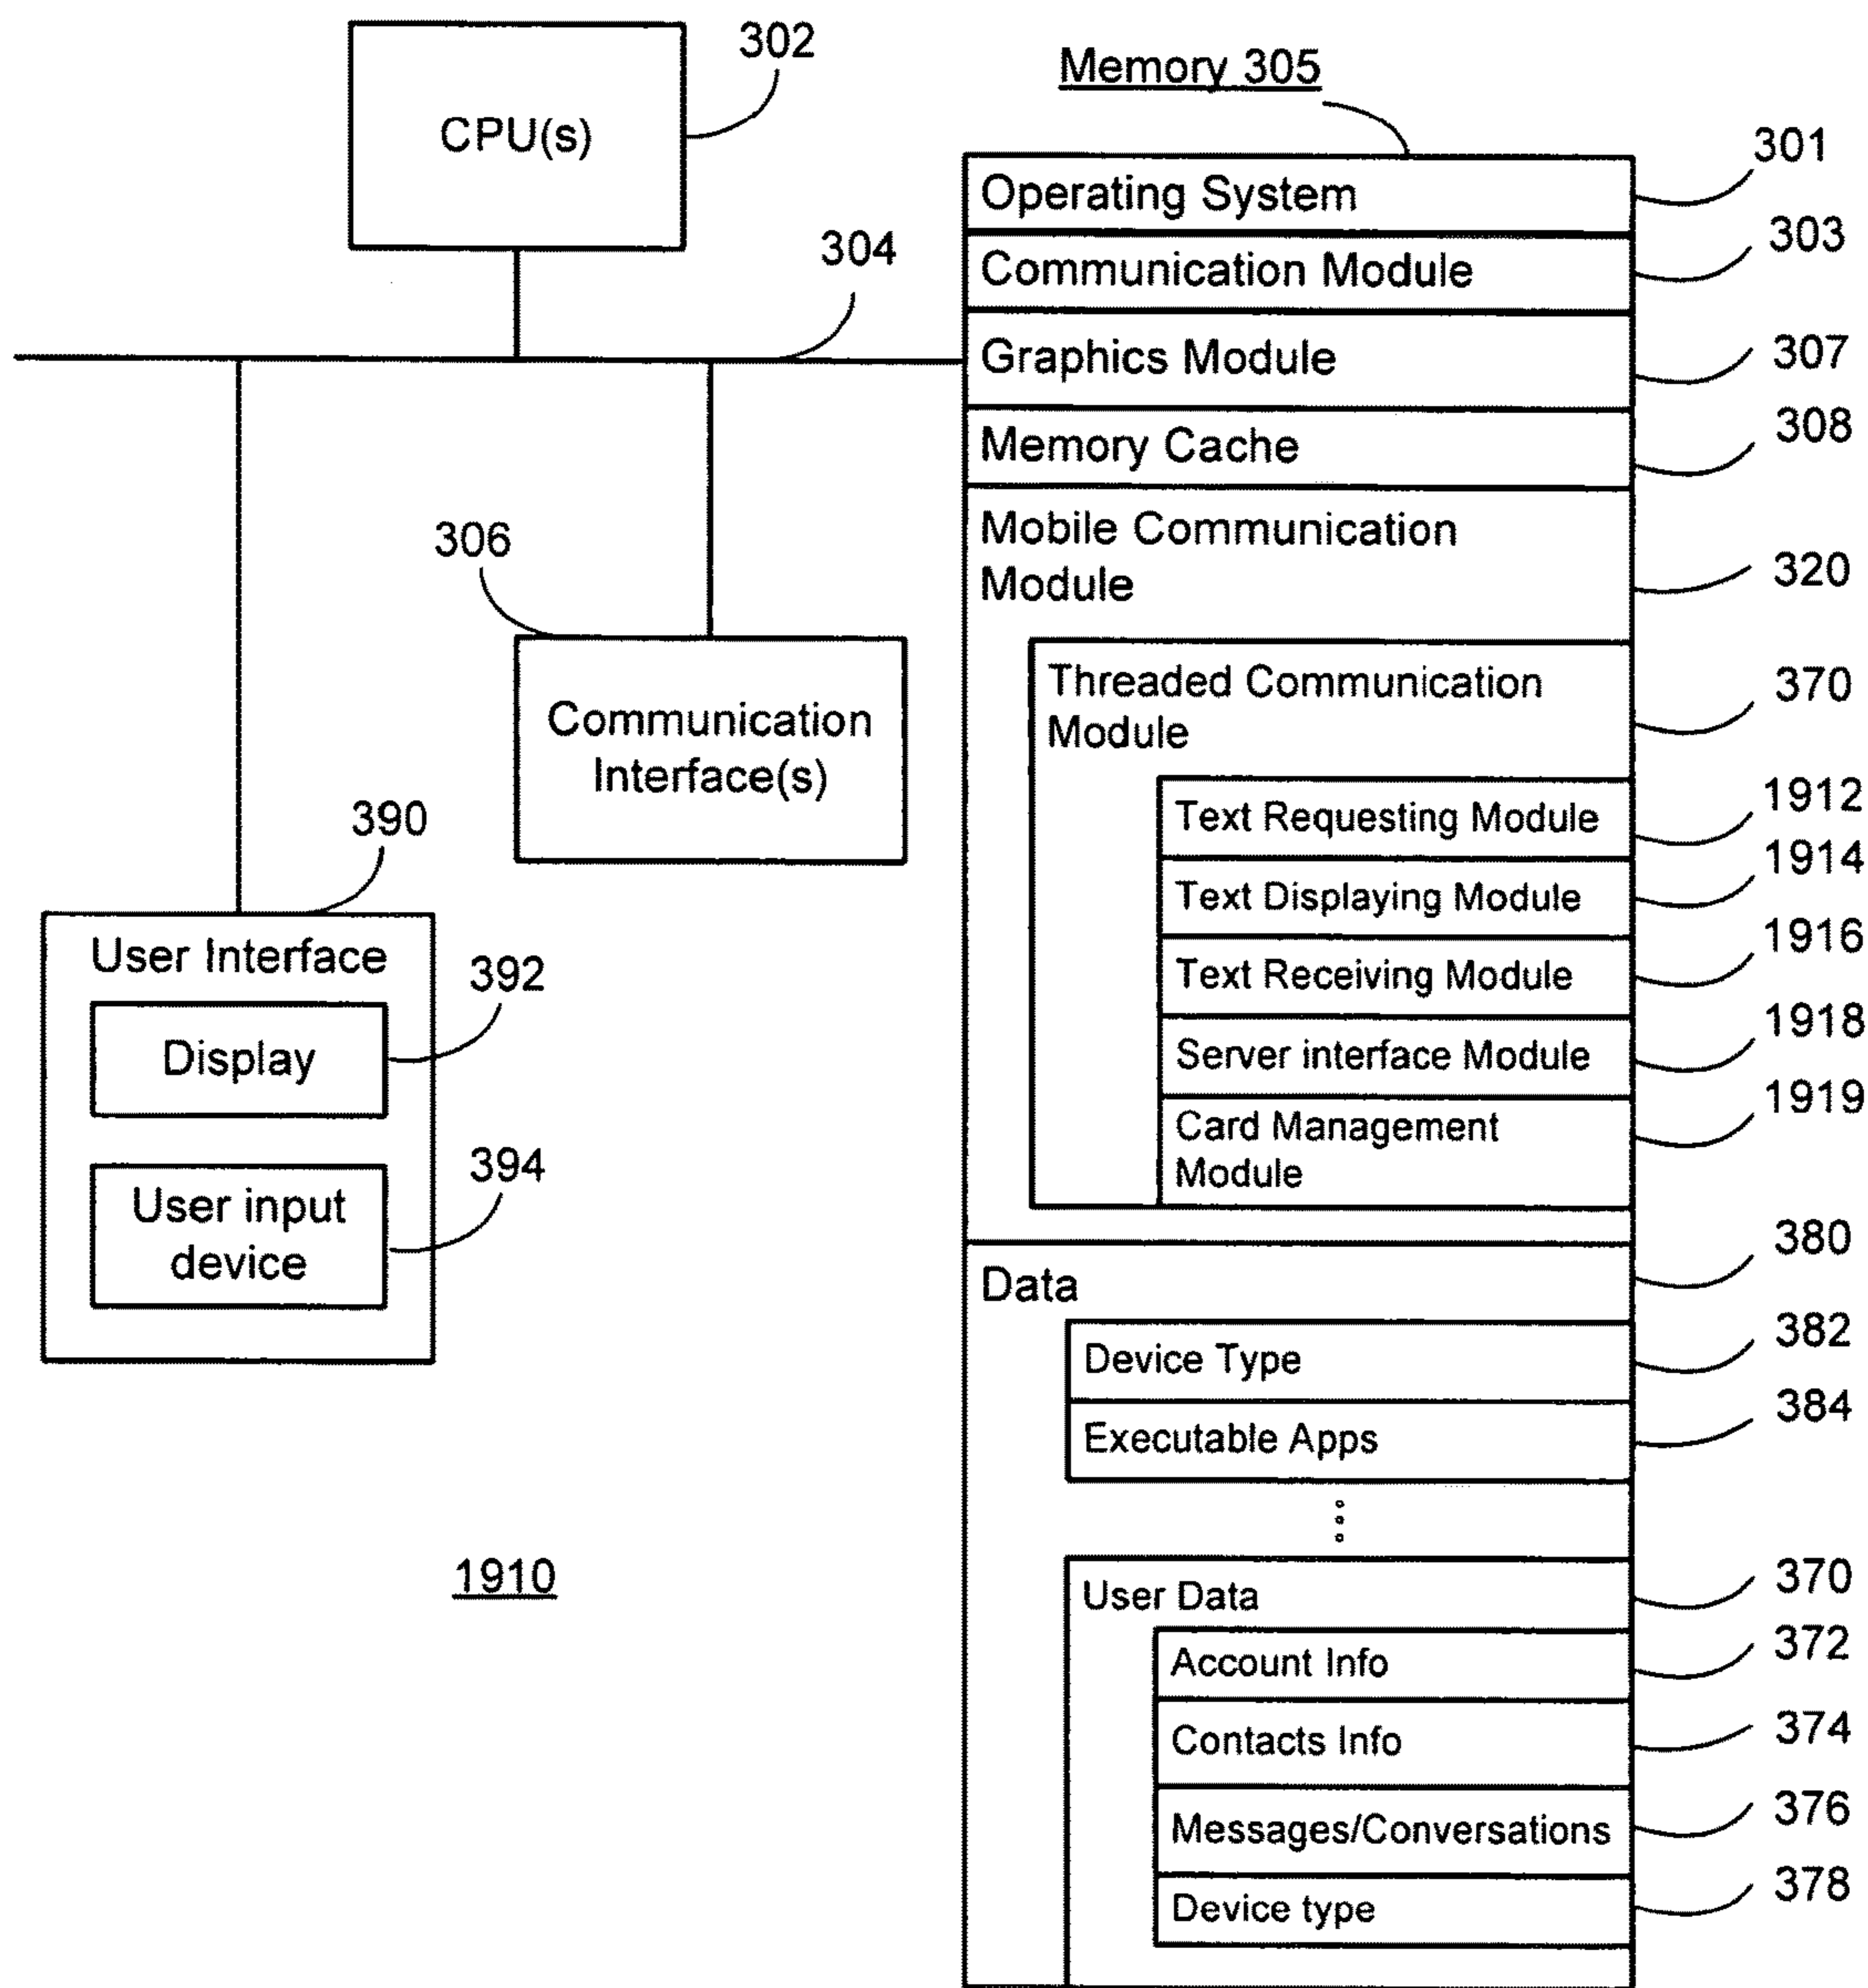 302
CPU(s)
Memory 305
301
Operating System
303
Communication Module
304
307
Graphics Module
308
Memory Cache
Mobile Communication
Module
320
306
Threaded Communication
Module
370
Communication
Interface(s)
1912
Text Requesting Module
390
1914
Text Displaying Module
1916
Text Receiving Module
User Interface
392
Display
1918
Server interface Module
1919
Card Management
Module
394
User input
device
380
Data
382
Device Type
384
Executable Apps
1910
370
User Data
372
Account Info
374
Contacts Info
376
Messages/Conversations
378
Device type